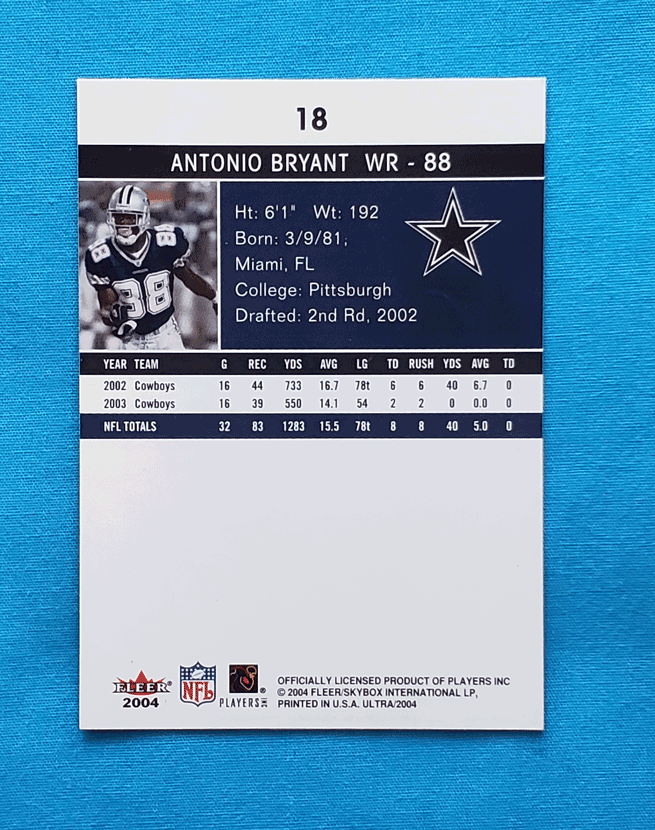 18
ANTONIO BRYANT WR - 88
Ht: 6'1" Wt: 192
Born: 3/9/81,
Miami, FL
College: Pittsburgh
Drafted: 2nd Rd, 2002
88
88
YEAR TEAM G REC YDS AVG LG TD RUSH YDS AVG TD
2002 Cowboys 16 44 733 16.7 78t 6 6 40 6.7 0
2003 Cowboys 16 39 550 14.1 54 2 2 0 0.0 0
NFL TOTALS 32 83 1283 15.5 78t 8 8 40 5.0 0
FLEER®
2004
NFL
PLAYERS INC ®
OFFICIALLY LICENSED PRODUCT OF PLAYERS INC
© 2004 FLEER/SKYBOX INTERNATIONAL LP,
PRINTED IN U.S.A. ULTRA/2004